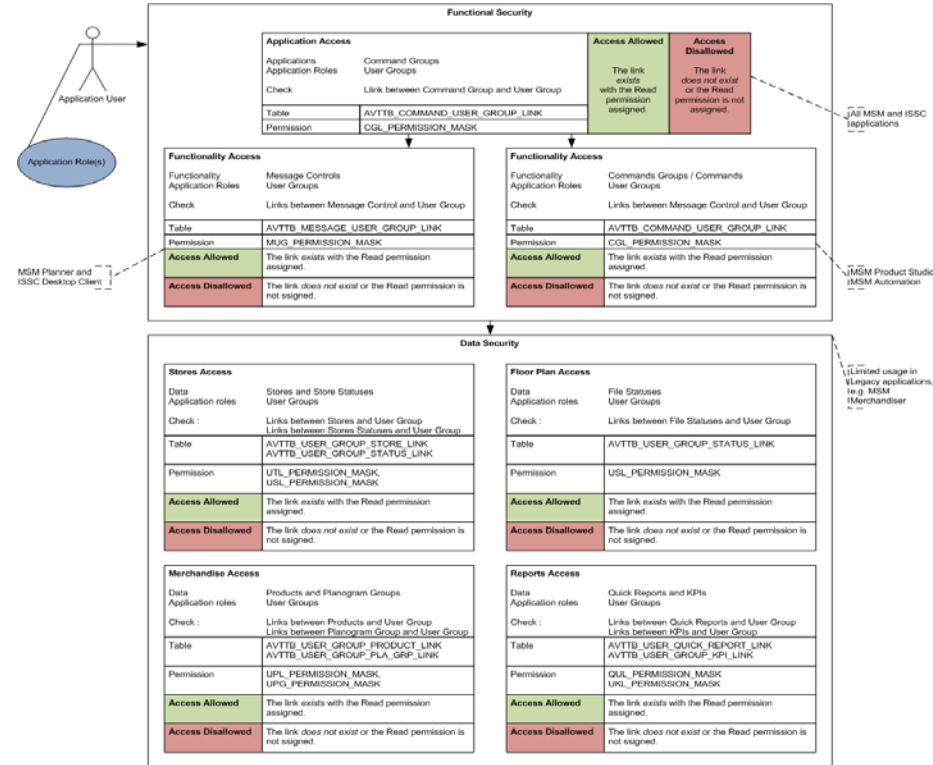 Functional Security
Application User
Application Role(s)
Application Access
Applications Command Groups
Application Roles User Groups
Check Llink between Command Group and User Group
Table AVTTB_COMMAND_USER_GROUP_LINK
Permission CGL_PERMISSION_MASK
Access Allowed
The link
exists
with the Read
permission
assigned.
Access
Disallowed
The link
does not exist
or the Read
permission is not
assigned.
All MSM and ISSC
applications
Functionality Access
Functionality Message Controls
Application Roles User Groups
Check Links between Message Control and User Group
Table AVTTB_MESSAGE_USER_GROUP_LINK
Permission MUG_PERMISSION_MASK
Access Allowed The link exists with the Read permission
assigned.
Access Disallowed The link does not exist or the Read permission is
not ssigned.
MSM Planner and
ISSC Desktop Client
Functionality Access
Functionality Commands Groups / Commands
Application Roles User Groups
Check Links between Message Control and User Group
Table AVTTB_COMMAND_USER_GROUP_LINK
Permission CGL_PERMISSION_MASK
Access Allowed The link exists with the Read permission
assigned.
Access Disallowed The link does not exist or the Read permission is
not ssigned.
MSM Product Studio
MSM Automation
Data Security
Limited usage in
Legacy applications,
e.g. MSM
Merchandiser
Stores Access
Data Stores and Store Statuses
Application roles User Groups
Check : Links between Stores and User Group
Links between Stores Statuses and User Group
Table AVTTB_USER_GROUP_STORE_LINK
AVTTB_USER_GROUP_STATUS_LINK
Permission UTL_PERMISSION_MASK,
USL_PERMISSION_MASK
Access Allowed The link exists with the Read permission
assigned.
Access Disallowed The link does not exist or the Read permission is
not ssigned.
Floor Plan Access
Data File Statuses
Application roles User Groups
Check : Links between File Statuses and User Group
Table AVTTB_USER_GROUP_STATUS_LINK
Permission USL_PERMISSION_MASK
Access Allowed The link exists with the Read permission
assigned.
Access Disallowed The link does not exist or the Read permission is
not ssigned.
Merchandise Access
Data Products and Planogram Groups
Application roles User Groups
Check : Links between Products and User Group
Links between Planogram Group and User Group
Table AVTTB_USER_GROUP_PRODUCT_LINK
AVTTB_USER_GROUP_PLA_GRP_LINK
Permission UPL_PERMISSION_MASK,
UPG_PERMISSION_MASK
Access Allowed The link exists with the Read permission
assigned.
Access Disallowed The link does not exist or the Read permission is
not ssigned.
Reports Access
Data Quick Reports and KPIs
Application roles User Groups
Check : Links between Quick Reports and User Group
Links between KPIs and User Group
Table AVTTB_USER_QUICK_REPORT_LINK
AVTTB_USER_GROUP_KPI_LINK
Permission QUL_PERMISSION_MASK
UKL_PERMISSION_MASK
Access Allowed The link exists with the Read permission
assigned.
Access Disallowed The link does not exist or the Read permission is
not ssigned.